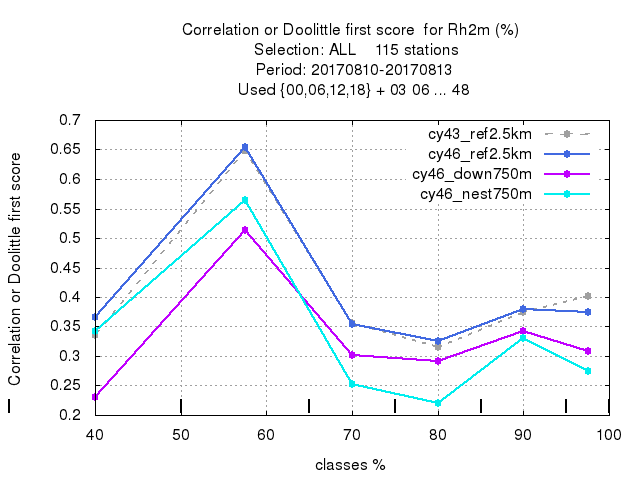 Correlation or Doolittle first score  for Rh2m (%)
Selection: ALL    115 stations
Period: 20170810-20170813
Used {00,06,12,18} + 03 06 ... 48
Correlation or Doolittle first score
0.7
0.65
0.6
0.55
0.5
0.45
0.4
0.35
0.3
0.25
0.2
cy43_ref2.5km
cy46_ref2.5km
cy46_down750m
cy46_nest750m
40 50 60 70 80 90 100
classes %